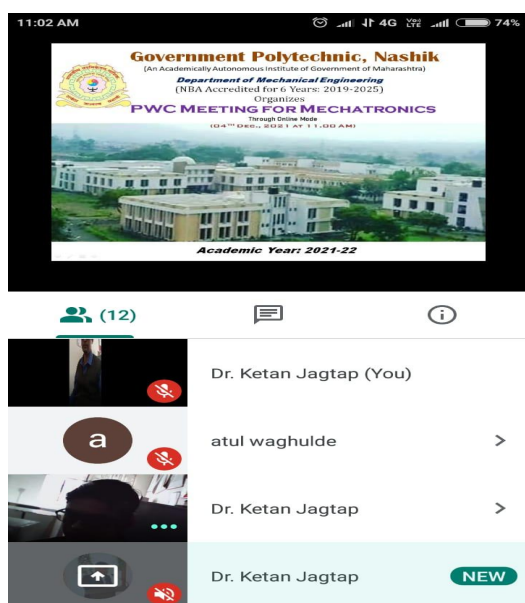 11:02 AM
4G VoLTE 74%
Government Polytechnic, Nashik
(An Academically Autonomous Institute of Government of Maharashtra)
Department of Mechanical Engineering
(NBA Accredited for 6 Years: 2019-2025)
Organizes
PWC MEETING FOR MECHATRONICS
Through Online Mode
(04TH DEC., 2021 AT 11.00 AM)
Academic Year: 2021-22
(12)
Dr. Ketan Jagtap (You)
a
atul waghulde
Dr. Ketan Jagtap
Dr. Ketan Jagtap
NEW